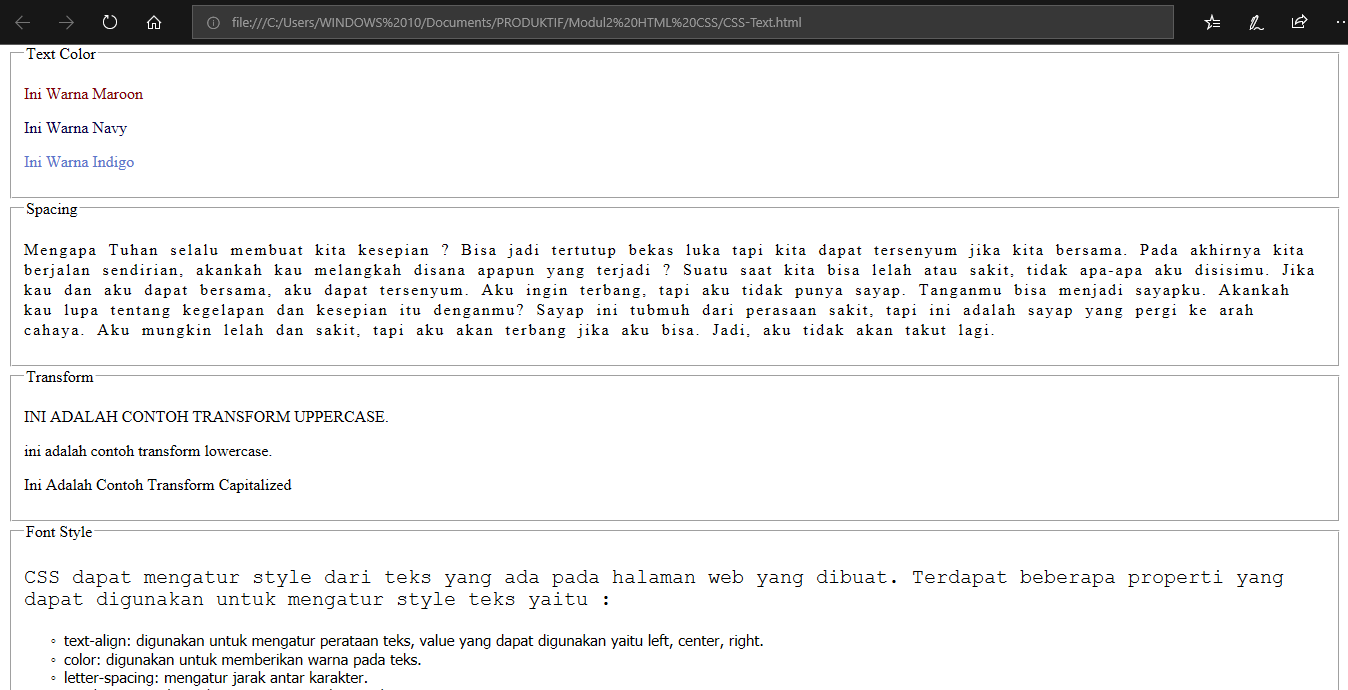 file:///C:/Users/WINDOWS%2010/Documents/PRODUKTIF/Modul2%20HTML%20CSS/CSS-Text.html
Text Color
Ini Warna Maroon
Ini Warna Navy
Ini Warna Indigo
Spacing
Mengapa Tuhan selalu membuat kita kesepian ? Bisa jadi tertutup bekas luka tapi kita dapat tersenyum jika kita bersama. Pada akhirnya kita
berjalan sendirian, akankah kau melangkah disana apapun yang terjadi ? Suatu saat kita bisa lelah atau sakit, tidak apa-apa aku disisimu. Jika
kau dan aku dapat bersama, aku dapat tersenyum. Aku ingin terbang, tapi aku tidak punya sayap. Tanganmu bisa menjadi sayapku. Akankah
kau lupa tentang kegelapan dan kesepian itu denganmu? Sayap ini tubmuh dari perasaan sakit, tapi ini adalah sayap yang pergi ke arah
cahaya. Aku mungkin lelah dan sakit, tapi aku akan terbang jika aku bisa. Jadi, aku tidak akan takut lagi.
Transform
INI ADALAH CONTOH TRANSFORM UPPERCASE.
ini adalah contoh transform lowercase.
Ini Adalah Contoh Transform Capitalized
Font Style
CSS dapat mengatur style dari teks yang ada pada halaman web yang dibuat. Terdapat beberapa properti yang
dapat digunakan untuk mengatur style teks yaitu :
◦ text-align: digunakan untuk mengatur perataan teks, value yang dapat digunakan yaitu left, center, right.
◦ color: digunakan untuk memberikan warna pada teks.
◦ letter-spacing: mengatur jarak antar karakter.